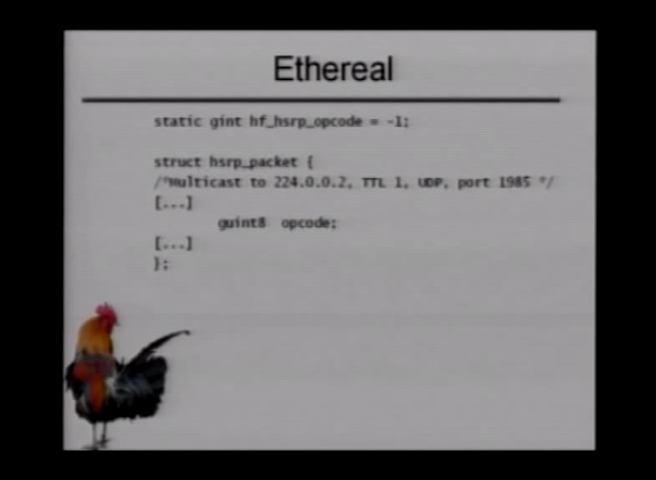 Ethereal
static gint hf_hsrp_opcode = -1;
struct hsrp_packet {
/*Multicast to 224.0.0.2, TTL 1, UDP, port 1985 */
[...]
guint8 opcode;
[...]
};